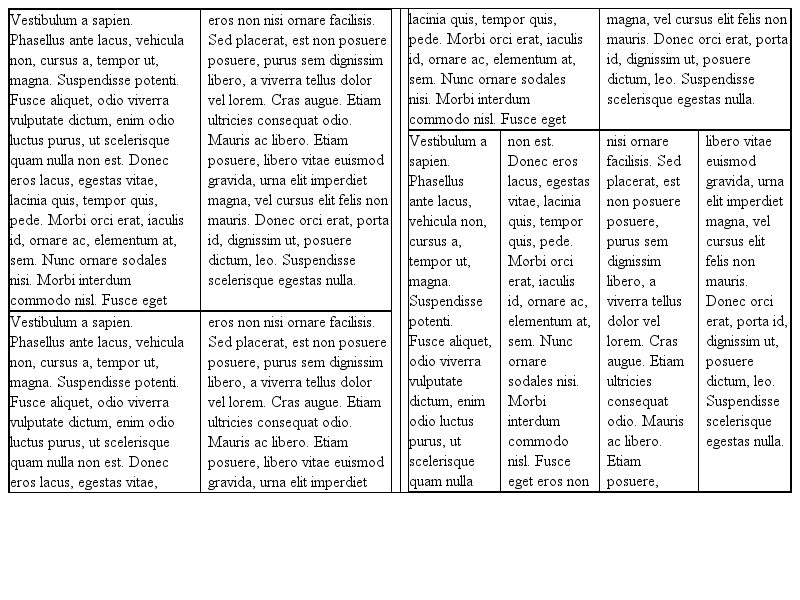 Vestibulum a sapien.
Phasellus ante lacus, vehicula
non, cursus a, tempor ut,
magna. Suspendisse potenti.
Fusce aliquet, odio viverra
vulputate dictum, enim odio
luctus purus, ut scelerisque
quam nulla non est. Donec
eros lacus, egestas vitae,
lacinia quis, tempor quis,
pede. Morbi orci erat, iaculis
id, ornare ac, elementum at,
sem. Nunc ornare sodales
nisi. Morbi interdum
commodo nisl. Fusce eget
eros non nisi ornare facilisis.
Sed placerat, est non posuere
posuere, purus sem dignissim
libero, a viverra tellus dolor
vel lorem. Cras augue. Etiam
ultricies consequat odio.
Mauris ac libero. Etiam
posuere, libero vitae euismod
gravida, urna elit imperdiet
magna, vel cursus elit felis non
mauris. Donec orci erat, porta
id, dignissim ut, posuere
dictum, leo. Suspendisse
scelerisque egestas nulla.
Vestibulum a sapien.
Phasellus ante lacus, vehicula
non, cursus a, tempor ut,
magna. Suspendisse potenti.
Fusce aliquet, odio viverra
vulputate dictum, enim odio
luctus purus, ut scelerisque
quam nulla non est. Donec
eros lacus, egestas vitae,
eros non nisi ornare facilisis.
Sed placerat, est non posuere
posuere, purus sem dignissim
libero, a viverra tellus dolor
vel lorem. Cras augue. Etiam
ultricies consequat odio.
Mauris ac libero. Etiam
posuere, libero vitae euismod
gravida, urna elit imperdiet
lacinia quis, tempor quis,
pede. Morbi orci erat, iaculis
id, ornare ac, elementum at,
sem. Nunc ornare sodales
nisi. Morbi interdum
commodo nisl. Fusce eget
magna, vel cursus elit felis non
mauris. Donec orci erat, porta
id, dignissim ut, posuere
dictum, leo. Suspendisse
scelerisque egestas nulla.
Vestibulum a
sapien.
Phasellus
ante lacus,
vehicula non,
cursus a,
tempor ut,
magna.
Suspendisse
potenti.
Fusce aliquet,
odio viverra
vulputate
dictum, enim
odio luctus
purus, ut
scelerisque
quam nulla
non est.
Donec eros
lacus, egestas
vitae, lacinia
quis, tempor
quis, pede.
Morbi orci
erat, iaculis
id, ornare ac,
elementum at,
sem. Nunc
ornare
sodales nisi.
Morbi
interdum
commodo
nisl. Fusce
eget eros non
nisi ornare
facilisis. Sed
placerat, est
non posuere
posuere,
purus sem
dignissim
libero, a
viverra tellus
dolor vel
lorem. Cras
augue. Etiam
ultricies
consequat
odio. Mauris
ac libero.
Etiam
posuere,
libero vitae
euismod
gravida, urna
elit imperdiet
magna, vel
cursus elit
felis non
mauris.
Donec orci
erat, porta id,
dignissim ut,
posuere
dictum, leo.
Suspendisse
scelerisque
egestas nulla.